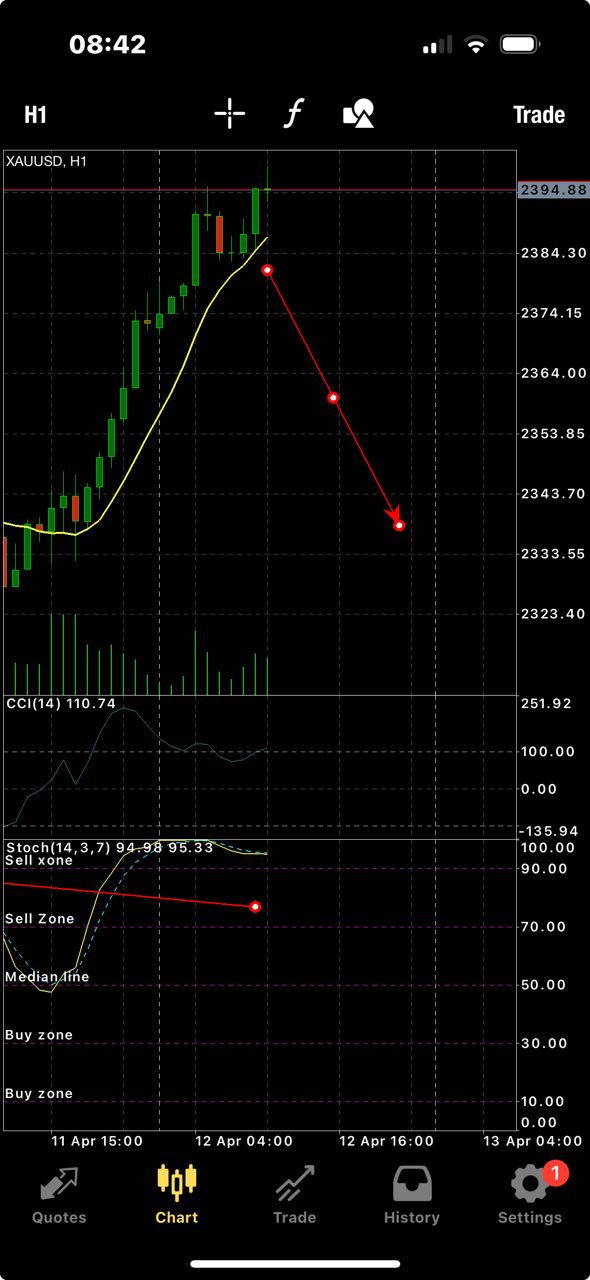 08:42
H1
f
Trade
XAUUSD, H1
2394.88
2384.30
2374.15
2364.00
2353.85
2343.70
2333.55
2323.40
CCI(14) 110.74
251.92
100.00
0.00
-135.94
Stoch(14,3,7) 94.98 95.33
100.00
Sell xone
90.00
Sell Zone
70.00
Median line
50.00
Buy zone
30.00
Buy zone
10.00
0.00
11 Apr 15:00
12 Apr 04:00
12 Apr 16:00
13 Apr 04:00
1
Quotes
Chart
Trade
History
Settings